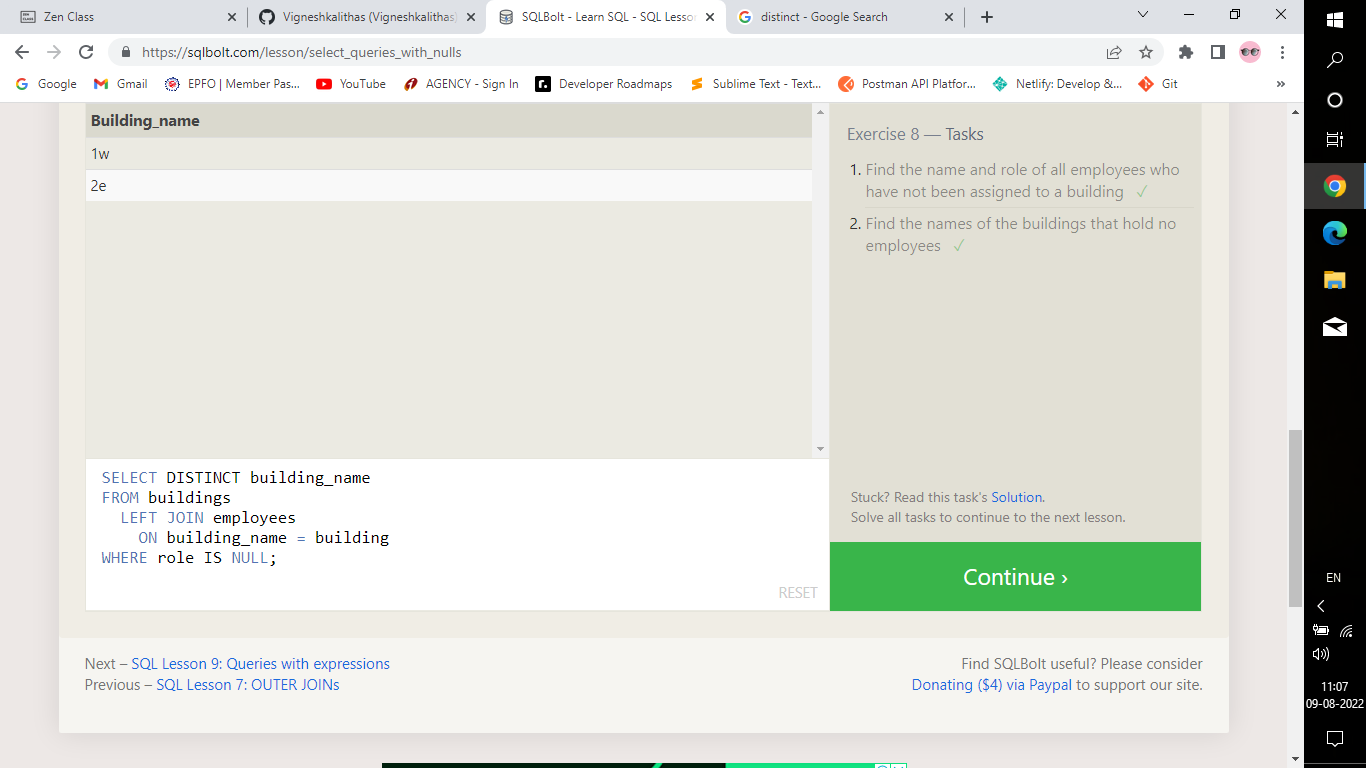 Zen Class
Vigneshkalithas (Vigneshkalithas)
SQLBolt - Learn SQL - SQL Lesso
distinct - Google Search
https://sqlbolt.com/lesson/select_queries_with_nulls
Google
Gmail
EPFO | Member Pas...
YouTube
AGENCY - Sign In
Developer Roadmaps
Sublime Text - Text...
Postman API Platfor...
Netlify: Develop &...
Git
»
Building_name
1w
2e
Exercise 8 — Tasks
1. Find the name and role of all employees who
have not been assigned to a building ✓
2. Find the names of the buildings that hold no
employees ✓
SELECT DISTINCT building_name
FROM buildings
LEFT JOIN employees
ON building_name = building
WHERE role IS NULL;
RESET
Stuck? Read this task's Solution.
Solve all tasks to continue to the next lesson.
Continue ›
Next – SQL Lesson 9: Queries with expressions
Previous – SQL Lesson 7: OUTER JOINs
Find SQLBolt useful? Please consider
Donating ($4) via Paypal to support our site.
EN
11:07
09-08-2022